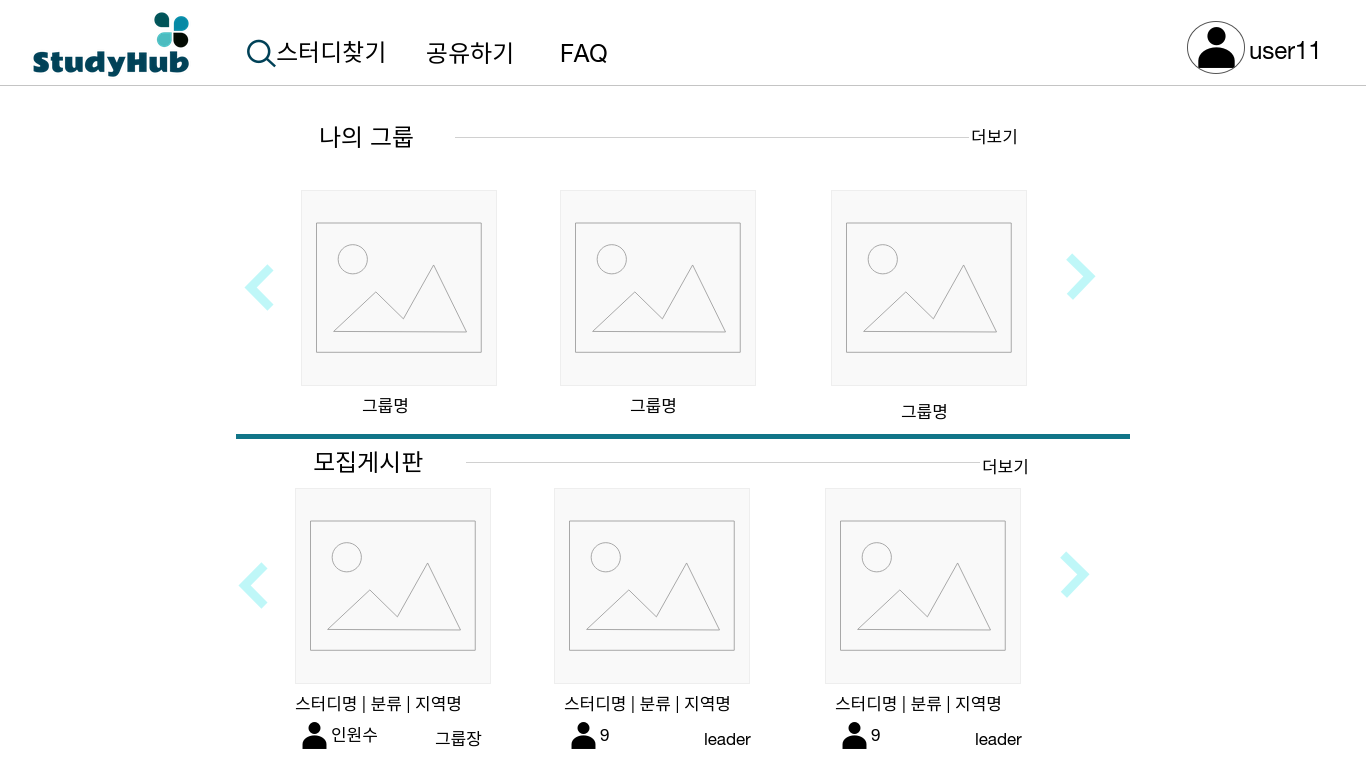 StudyHub
스터디찾기 공유하기 FAQ user11
나의 그룹 더보기
그룹명 그룹명 그룹명
모집게시판 더보기
스터디명 | 분류 | 지역명 스터디명 | 분류 | 지역명 스터디명 | 분류 | 지역명
인원수 그룹장 9 leader 9 leader